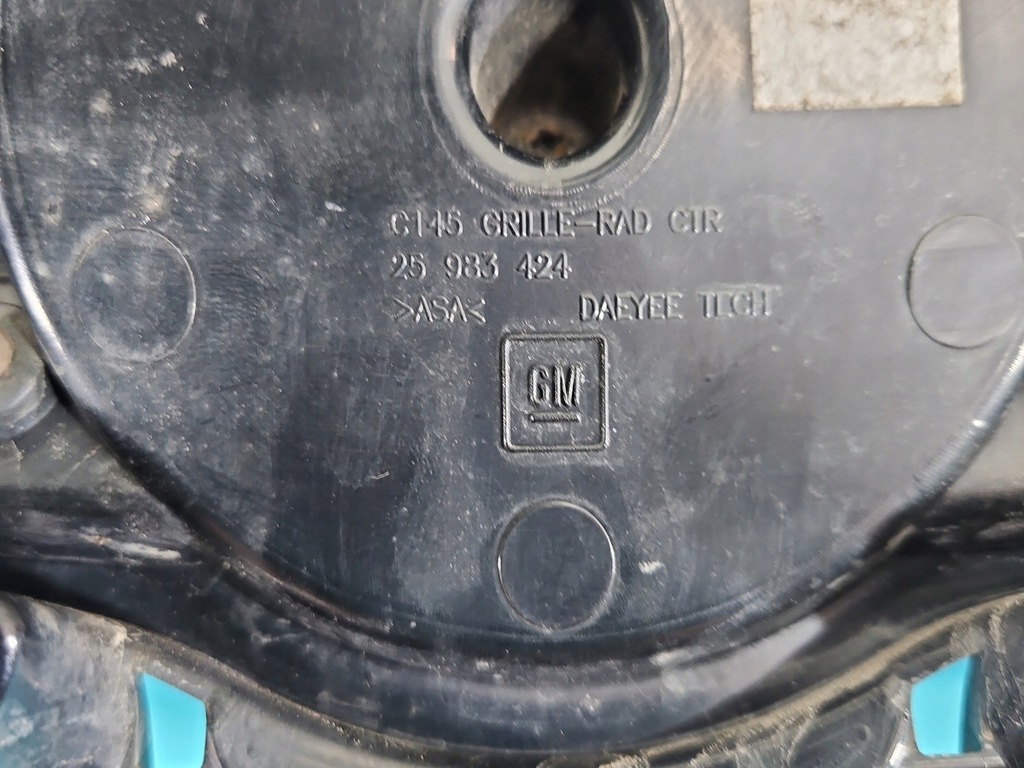 C145 GRILLE-RAD CTR
25 983 424
>ASA< DAEYEE TECH
GM